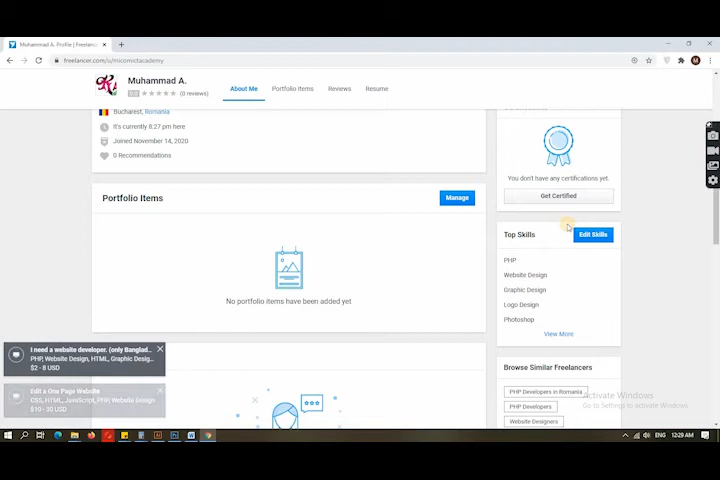 Muhammad A. Profile | Freelancer
freelancer.com/u/micomvictacademy
Muhammad A.
0.0
(0 reviews)
About Me
Portfolio Items
Reviews
Resume
Bucharest, Romania
It's currently 8:27 pm here
Joined November 14, 2020
0 Recommendations
You don't have any certifications yet.
Get Certified
Portfolio Items
Manage
No portfolio items have been added yet
Top Skills
Edit Skills
PHP
Website Design
Graphic Design
Logo Design
Photoshop
View More
I need a website developer. (only Banglad...
PHP, Website Design, HTML, Graphic Desig...
$2 - 8 USD
Edit a One Page Website
CSS, HTML, JavaScript, PHP, Website Design
$10 - 30 USD
Browse Similar Freelancers
PHP Developers in Romania
PHP Developers
Website Designers
Activate Windows
Go to Settings to activate Windows.
ENG
12:29 AM